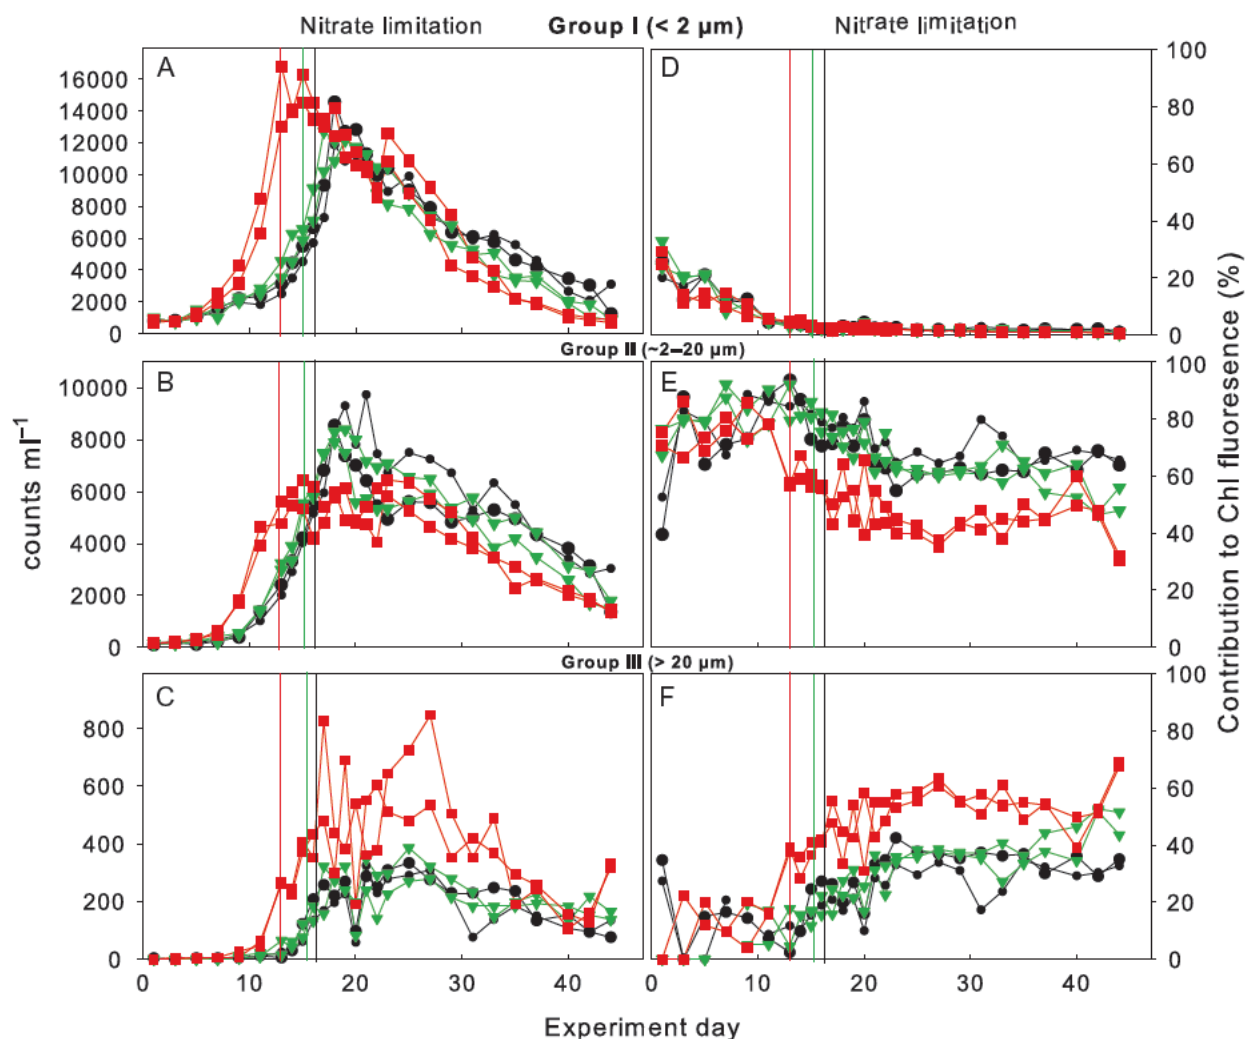 Nitrate limitation Group I (< 2 µm) Nitrate limitation
A
16000
14000
12000
10000
8000
6000
4000
2000
0
D
100
80
60
40
20
0
Group II (~2–20 µm)
B
10000
8000
6000
4000
2000
0
E
100
80
60
40
20
0
Group III (> 20 µm)
C
800
600
400
200
0
F
100
80
60
40
20
0
counts ml⁻¹
Contribution to Chl fluoresence (%)
0 10 20 30 40 0 10 20 30 40
Experiment day